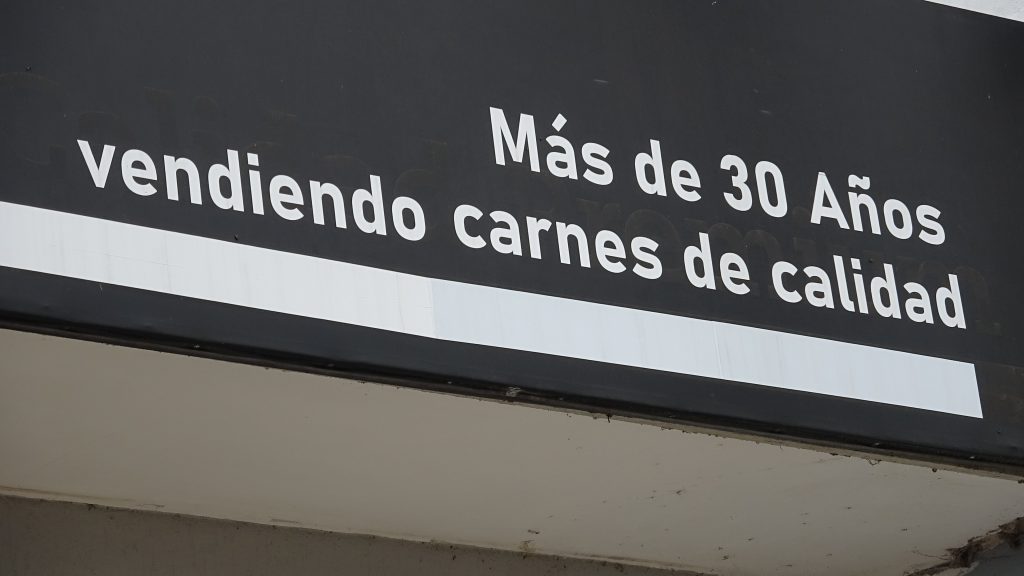 Más de 30 Años
vendiendo carnes de calidad